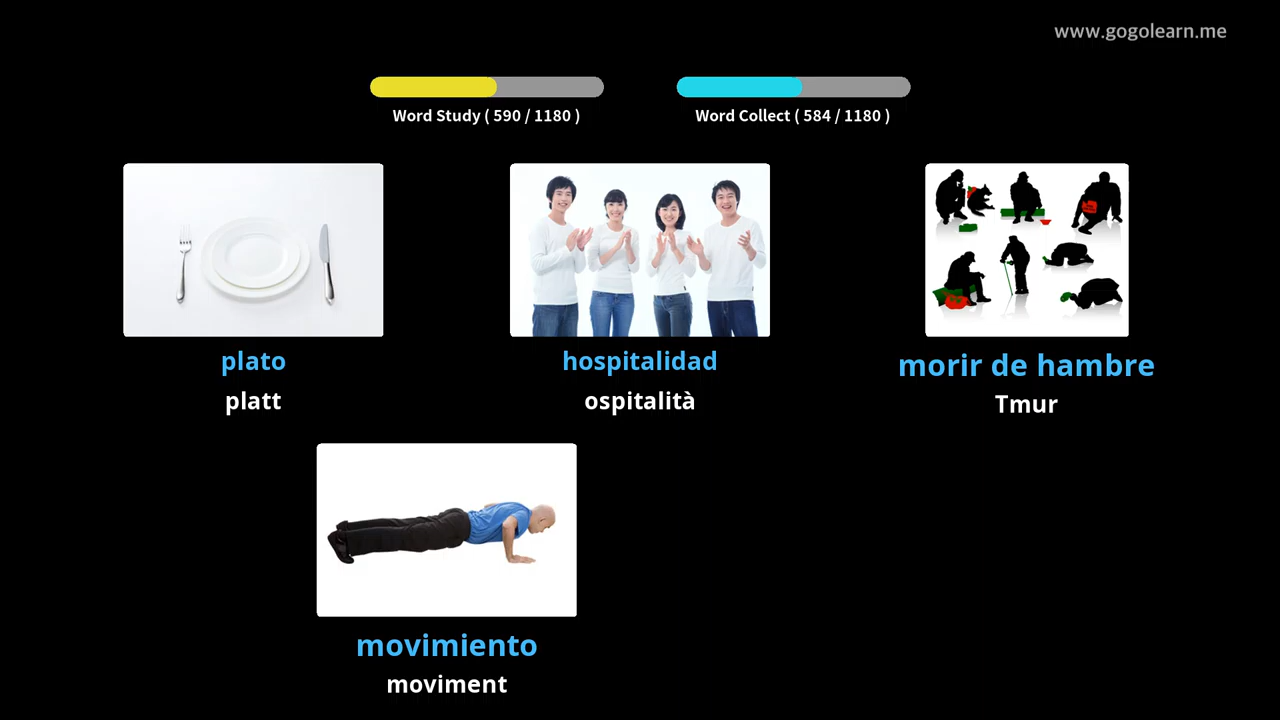 www.gogolearn.me
Word Study ( 590 / 1180 )
Word Collect ( 584 / 1180 )
plato
platt
hospitalidad
ospitalità
morir de hambre
Tmur
movimiento
moviment